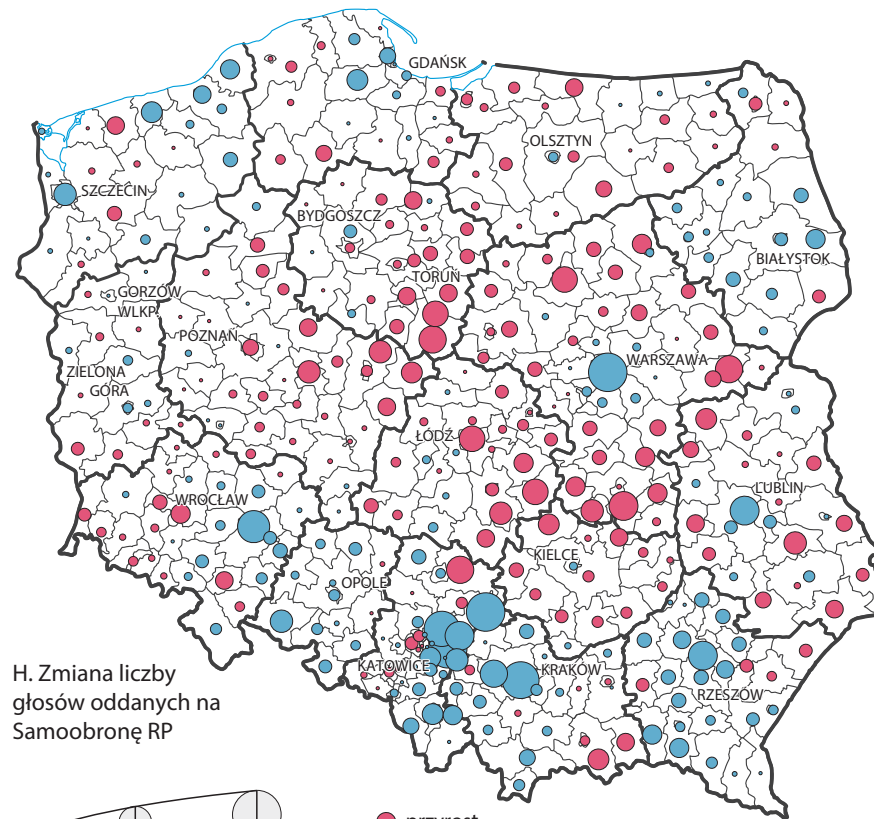 GDAŃSK
OLSZTYN
SZCZECIN
BYDGOSZCZ
BIAŁYSTOK
TORUŃ
GORZÓW
WLKP.
POZNAŃ
WARSZAWA
ZIELONA
GÓRA
ŁÓDŹ
WROCŁAW
LUBLIN
KIELCE
OPOLE
KATOWICE
KRAKÓW
RZESZÓW
H. Zmiana liczby
głosów oddanych na
Samoobronę RP
przyrost